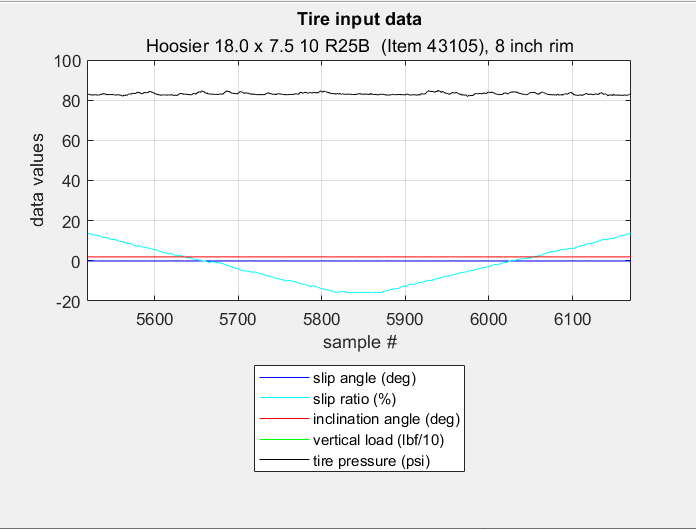 Tire input data
Hoosier 18.0 x 7.5 10 R25B (Item 43105), 8 inch rim
100
80
60
40
20
0
-20
data values
5600 5700 5800 5900 6000 6100
sample #
slip angle (deg)
slip ratio (%)
inclination angle (deg)
vertical load (lbf/10)
tire pressure (psi)